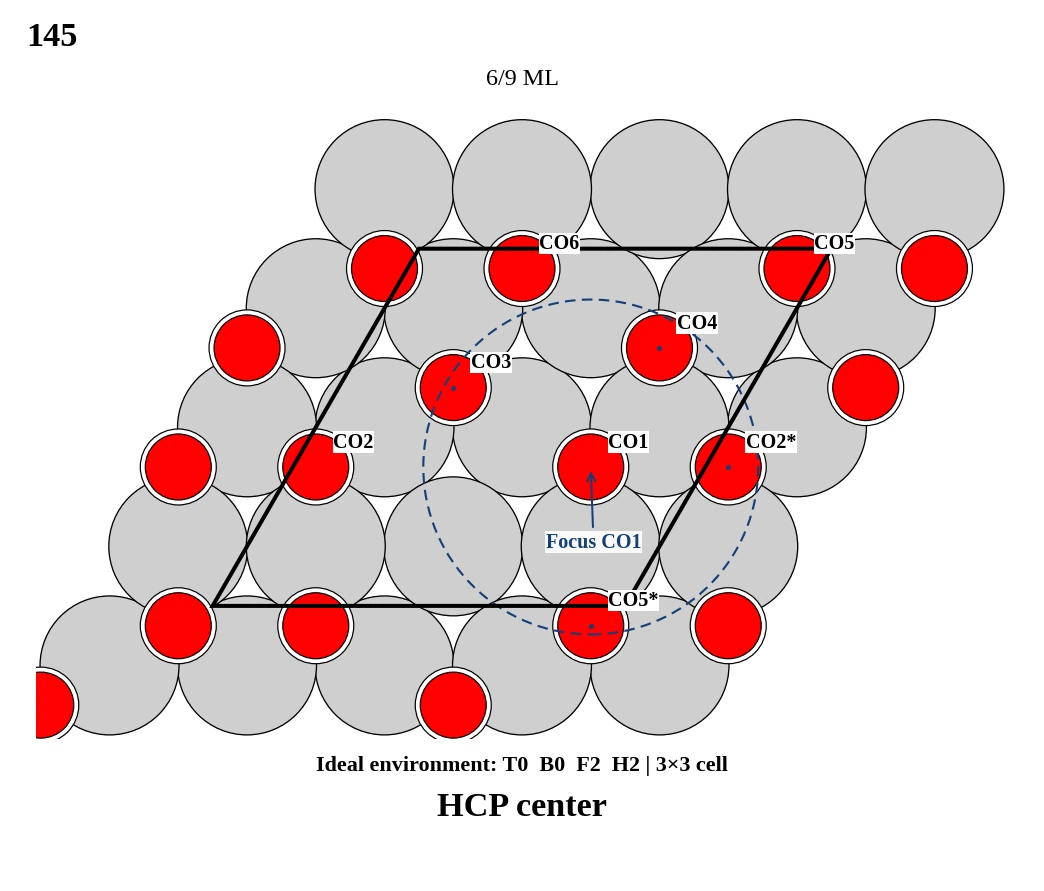 145
6/9 ML
CO6
CO5
CO4
CO3
CO2
CO1
CO2*
Focus CO1
CO5*
Ideal environment: T0 B0 F2 H2 | 3×3 cell
HCP center